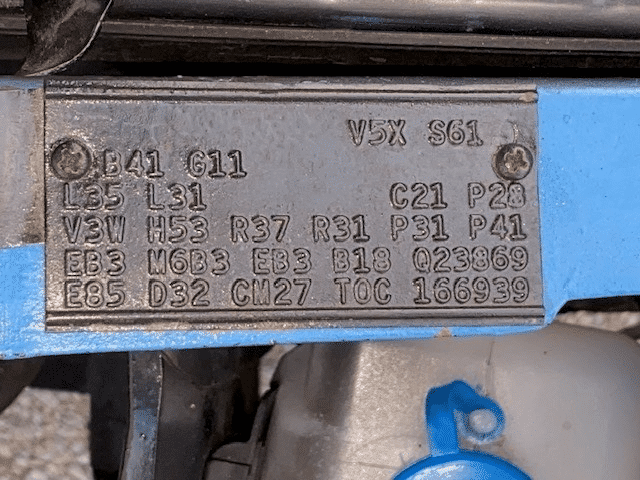 V5X S61
B41 G11
L35 L31 C21 P28
V3W H53 R37 R31 P31 P41
EB3 M6B3 EB3 B18 Q23869
E85 D32 CM27 TOC 166939